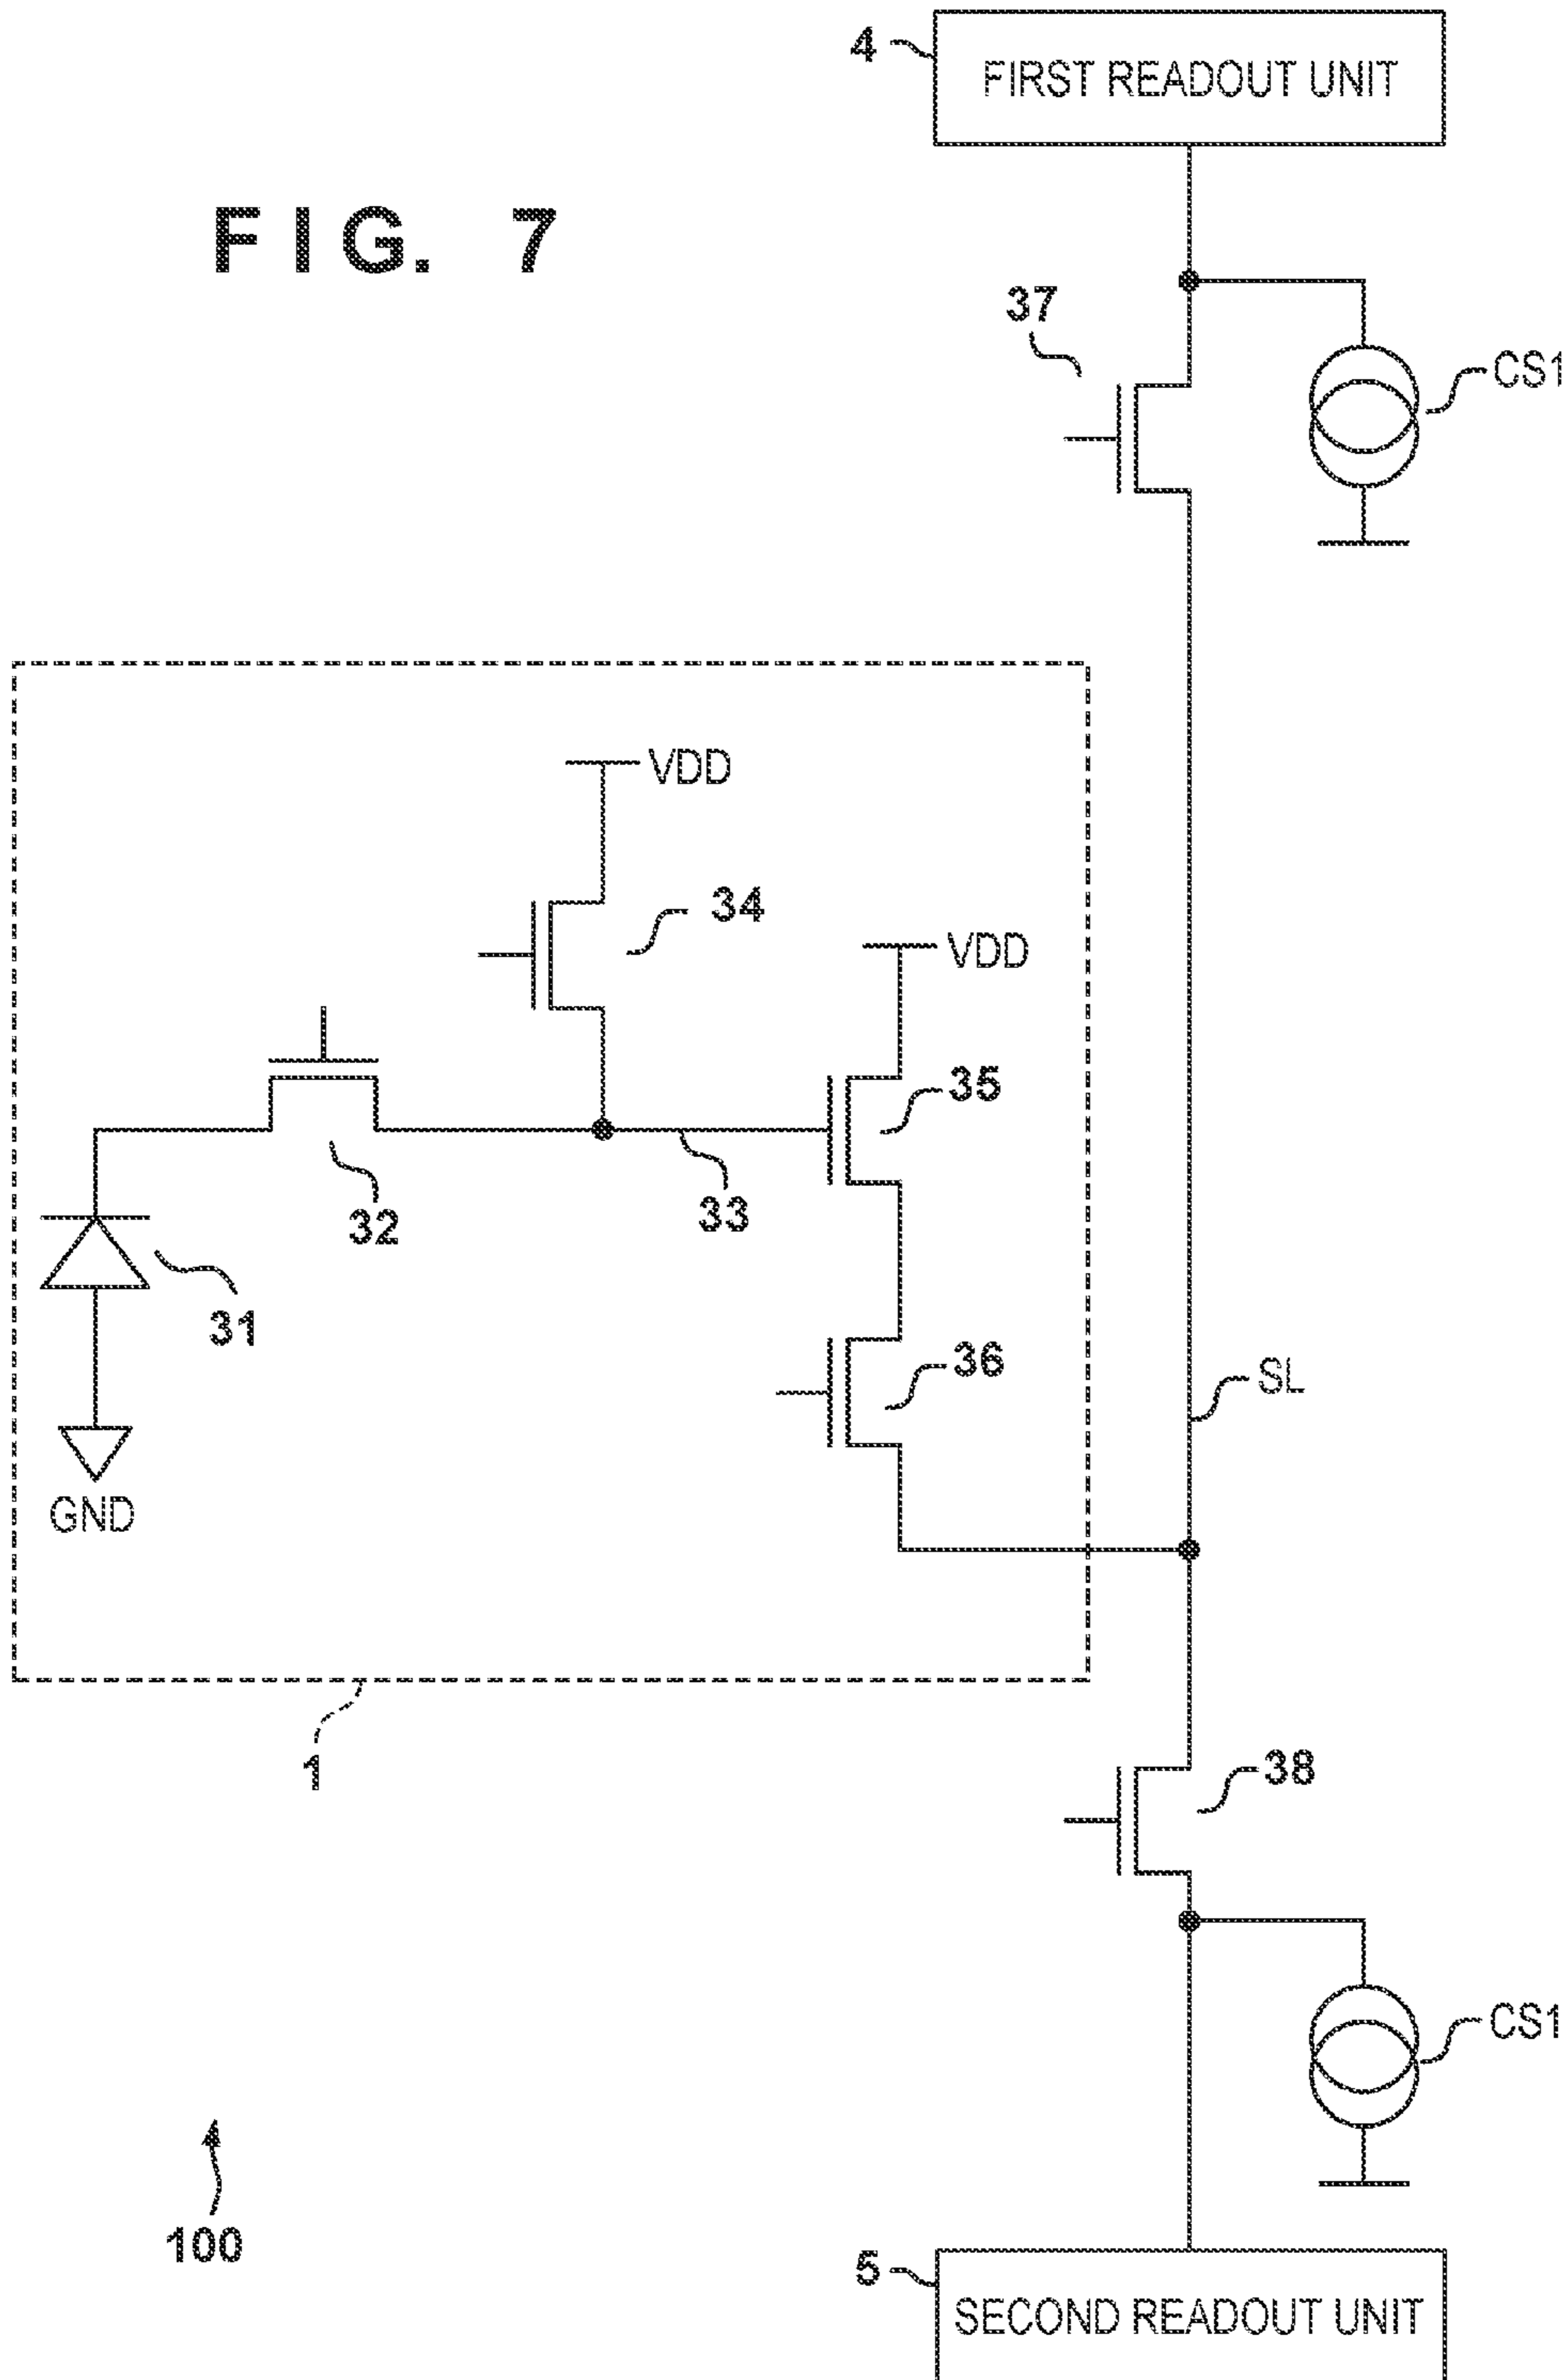 4
FIRST READOUT UNIT
FIG. 7
37
CS1
VDD
34
VDD
35
32
33
31
36
SL
GND
1
38
CS1
100
5
SECOND READOUT UNIT